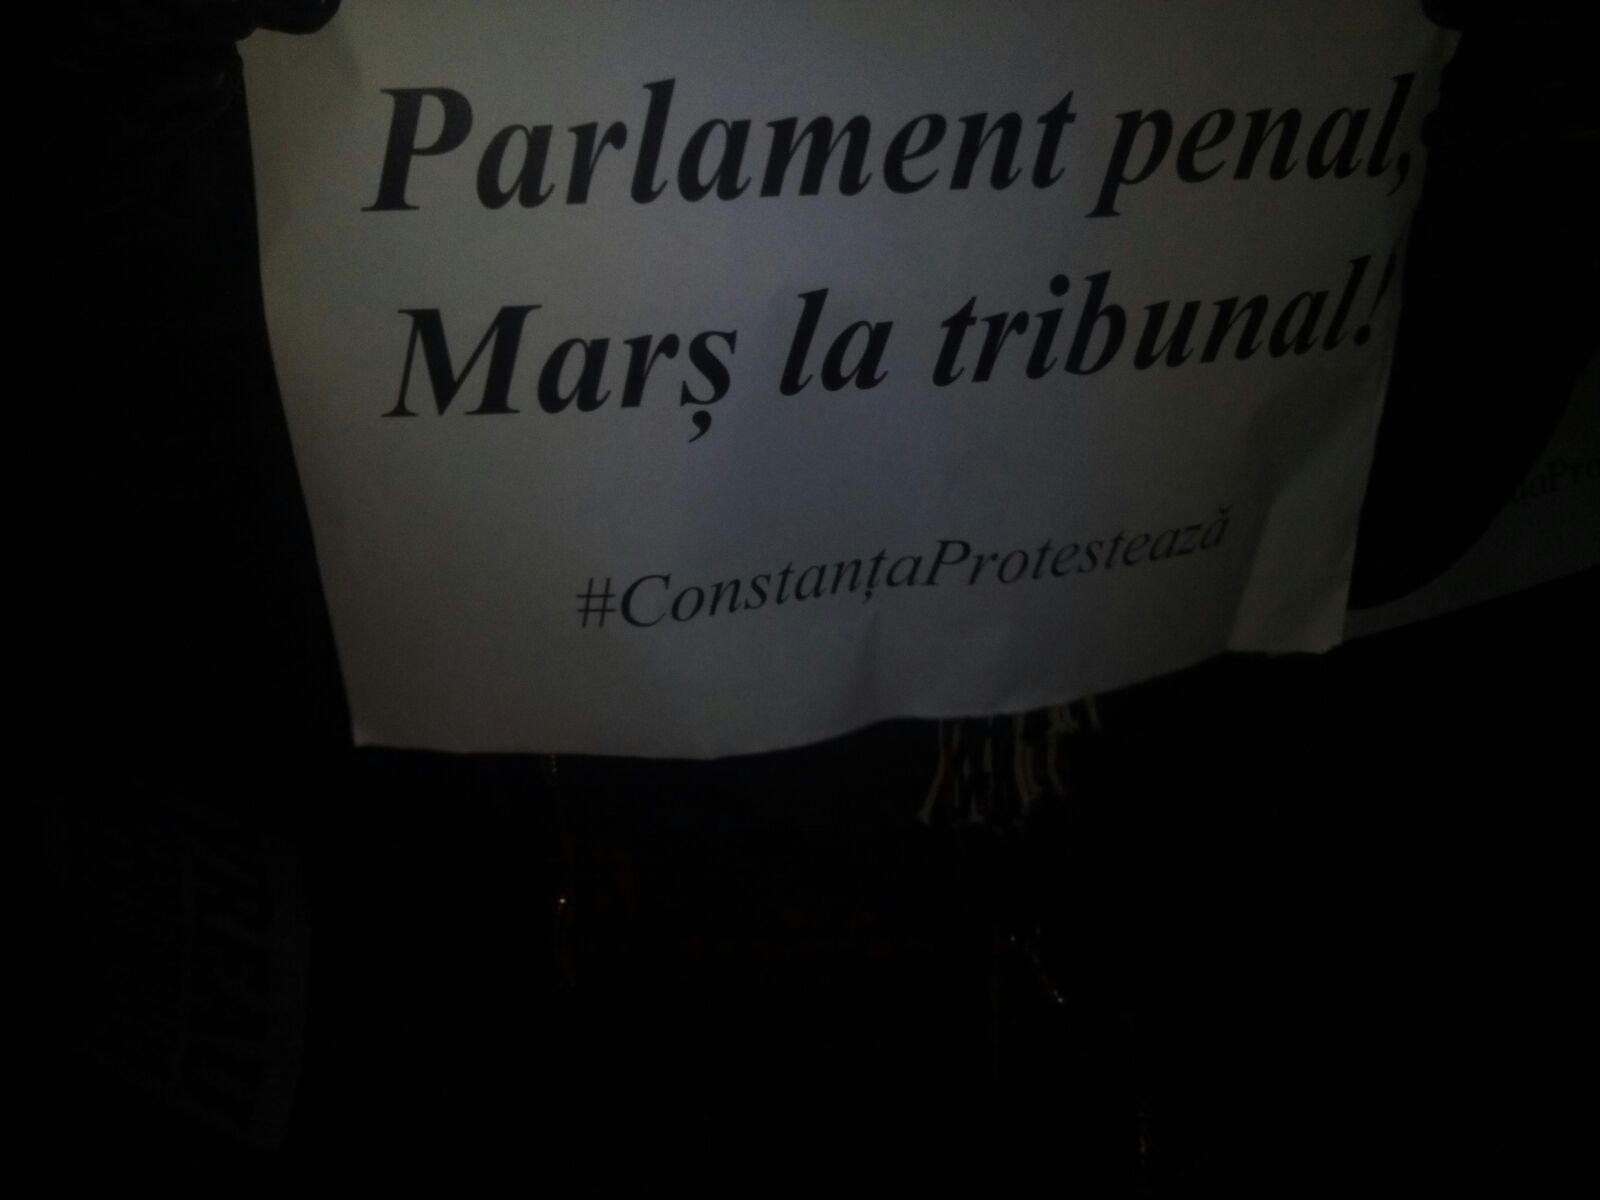 Parlament penal,
Marș la tribunal!
#ConstanțaProtestează